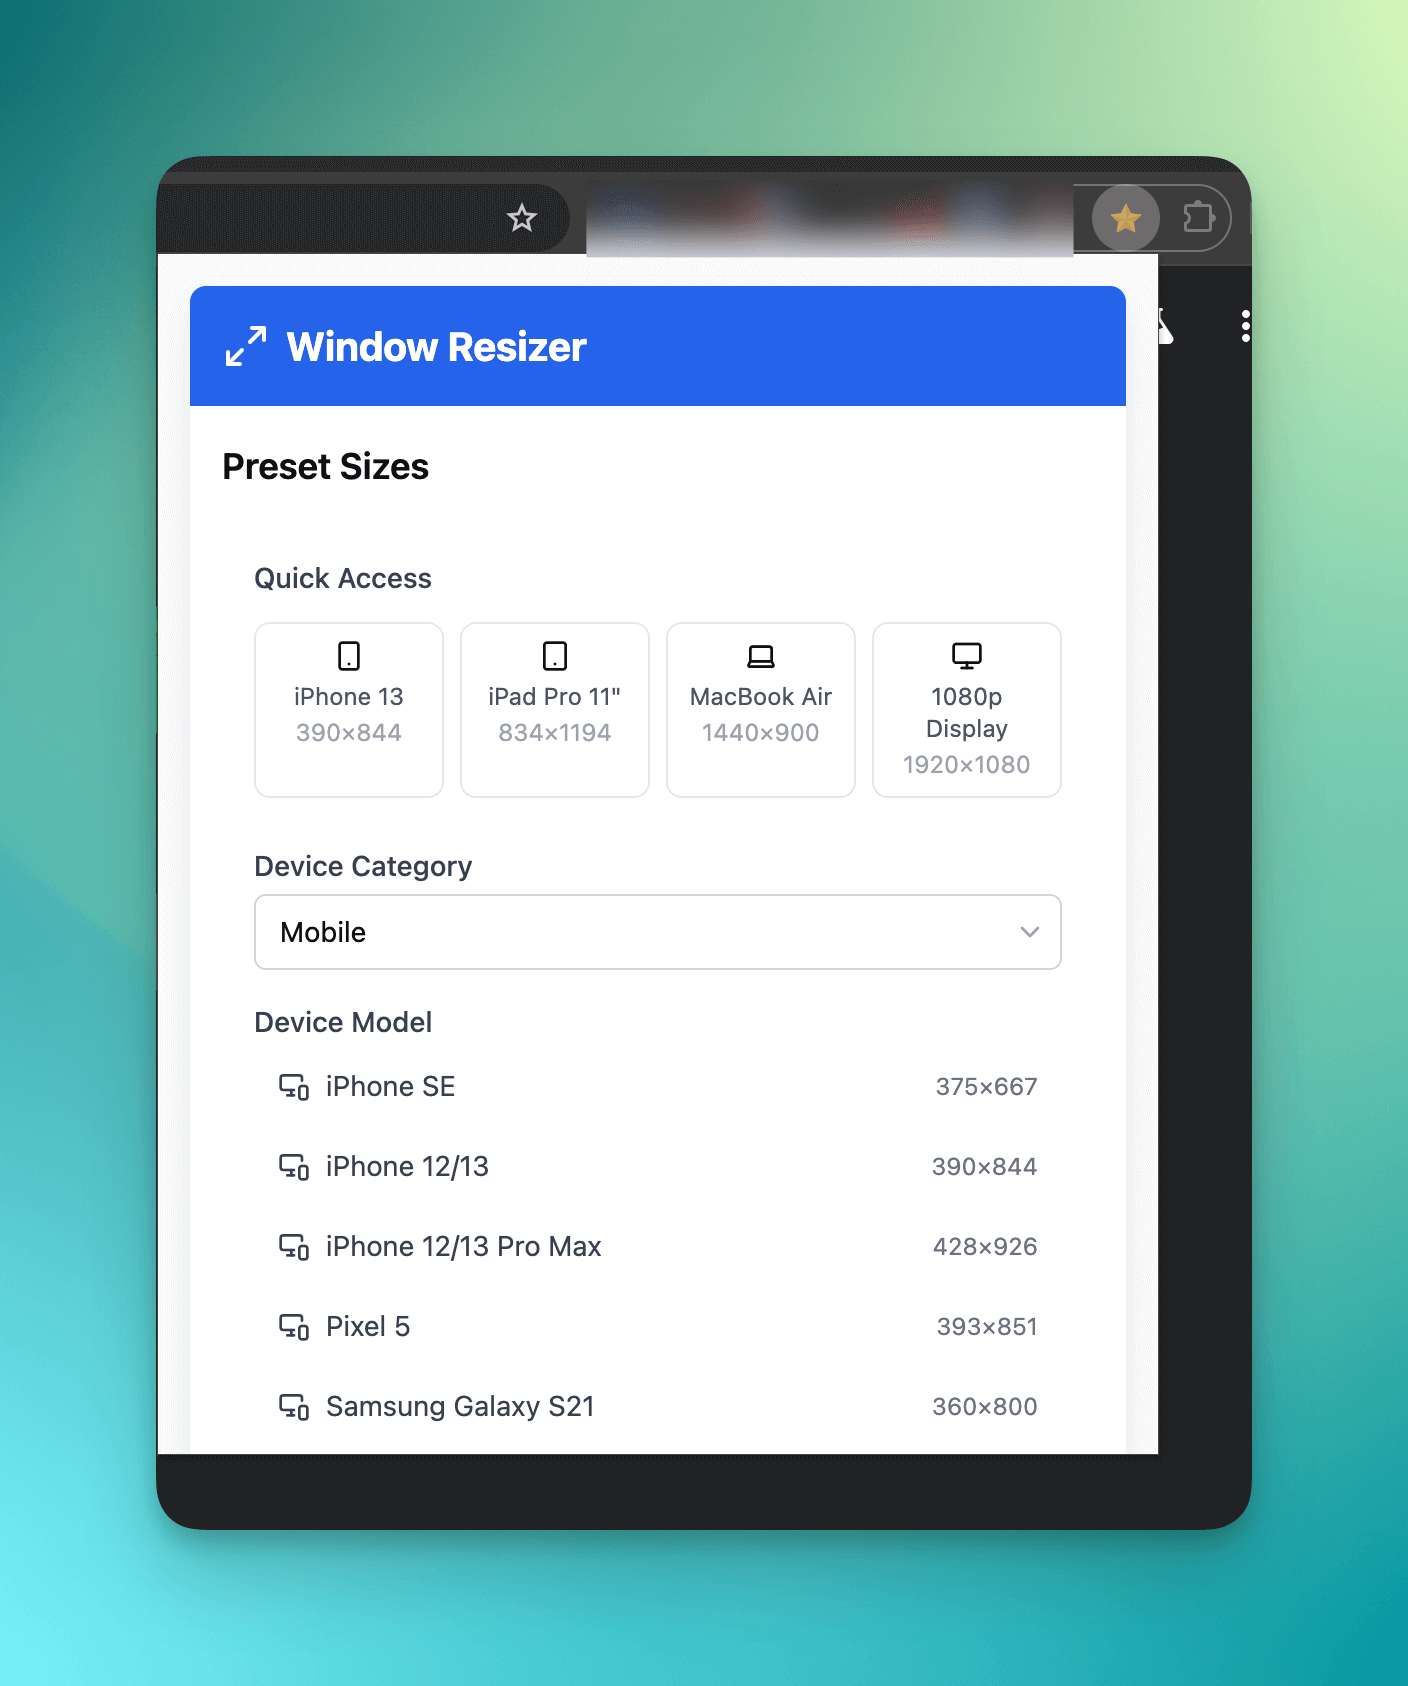 Window Resizer
Preset Sizes
Quick Access
iPhone 13
390×844
iPad Pro 11"
834×1194
MacBook Air
1440×900
1080p
Display
1920×1080
Device Category
Mobile
Device Model
iPhone SE 375×667
iPhone 12/13 390×844
iPhone 12/13 Pro Max 428×926
Pixel 5 393×851
Samsung Galaxy S21 360×800